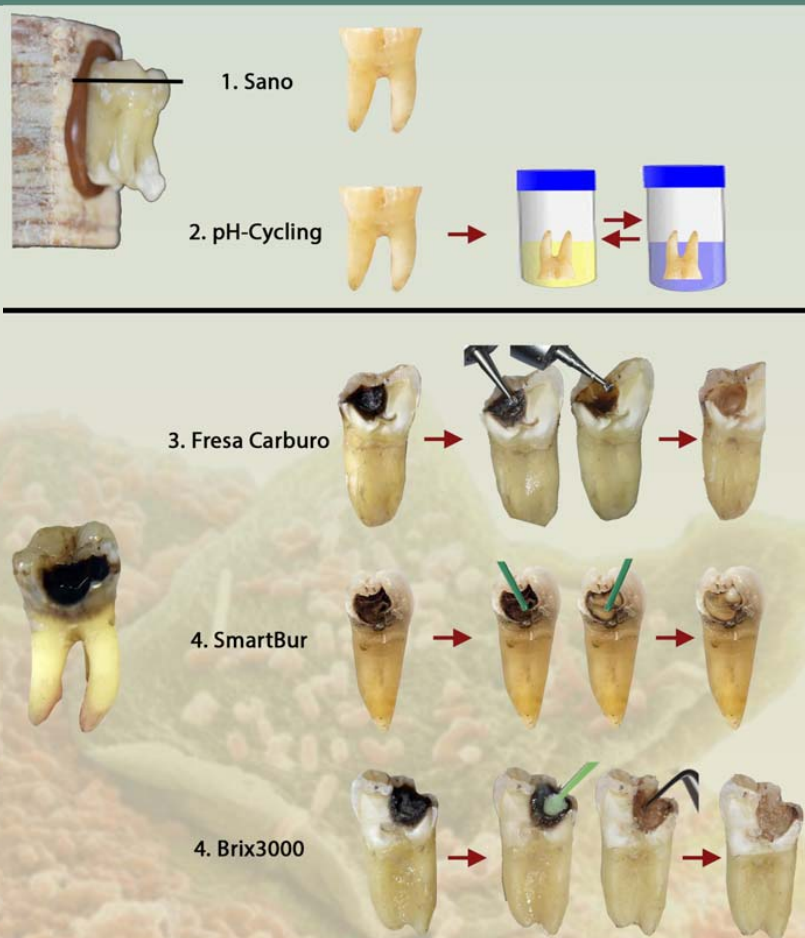 1. Sano
2. pH-Cycling
3. Fresa Carburo
4. SmartBur
4. Brix3000